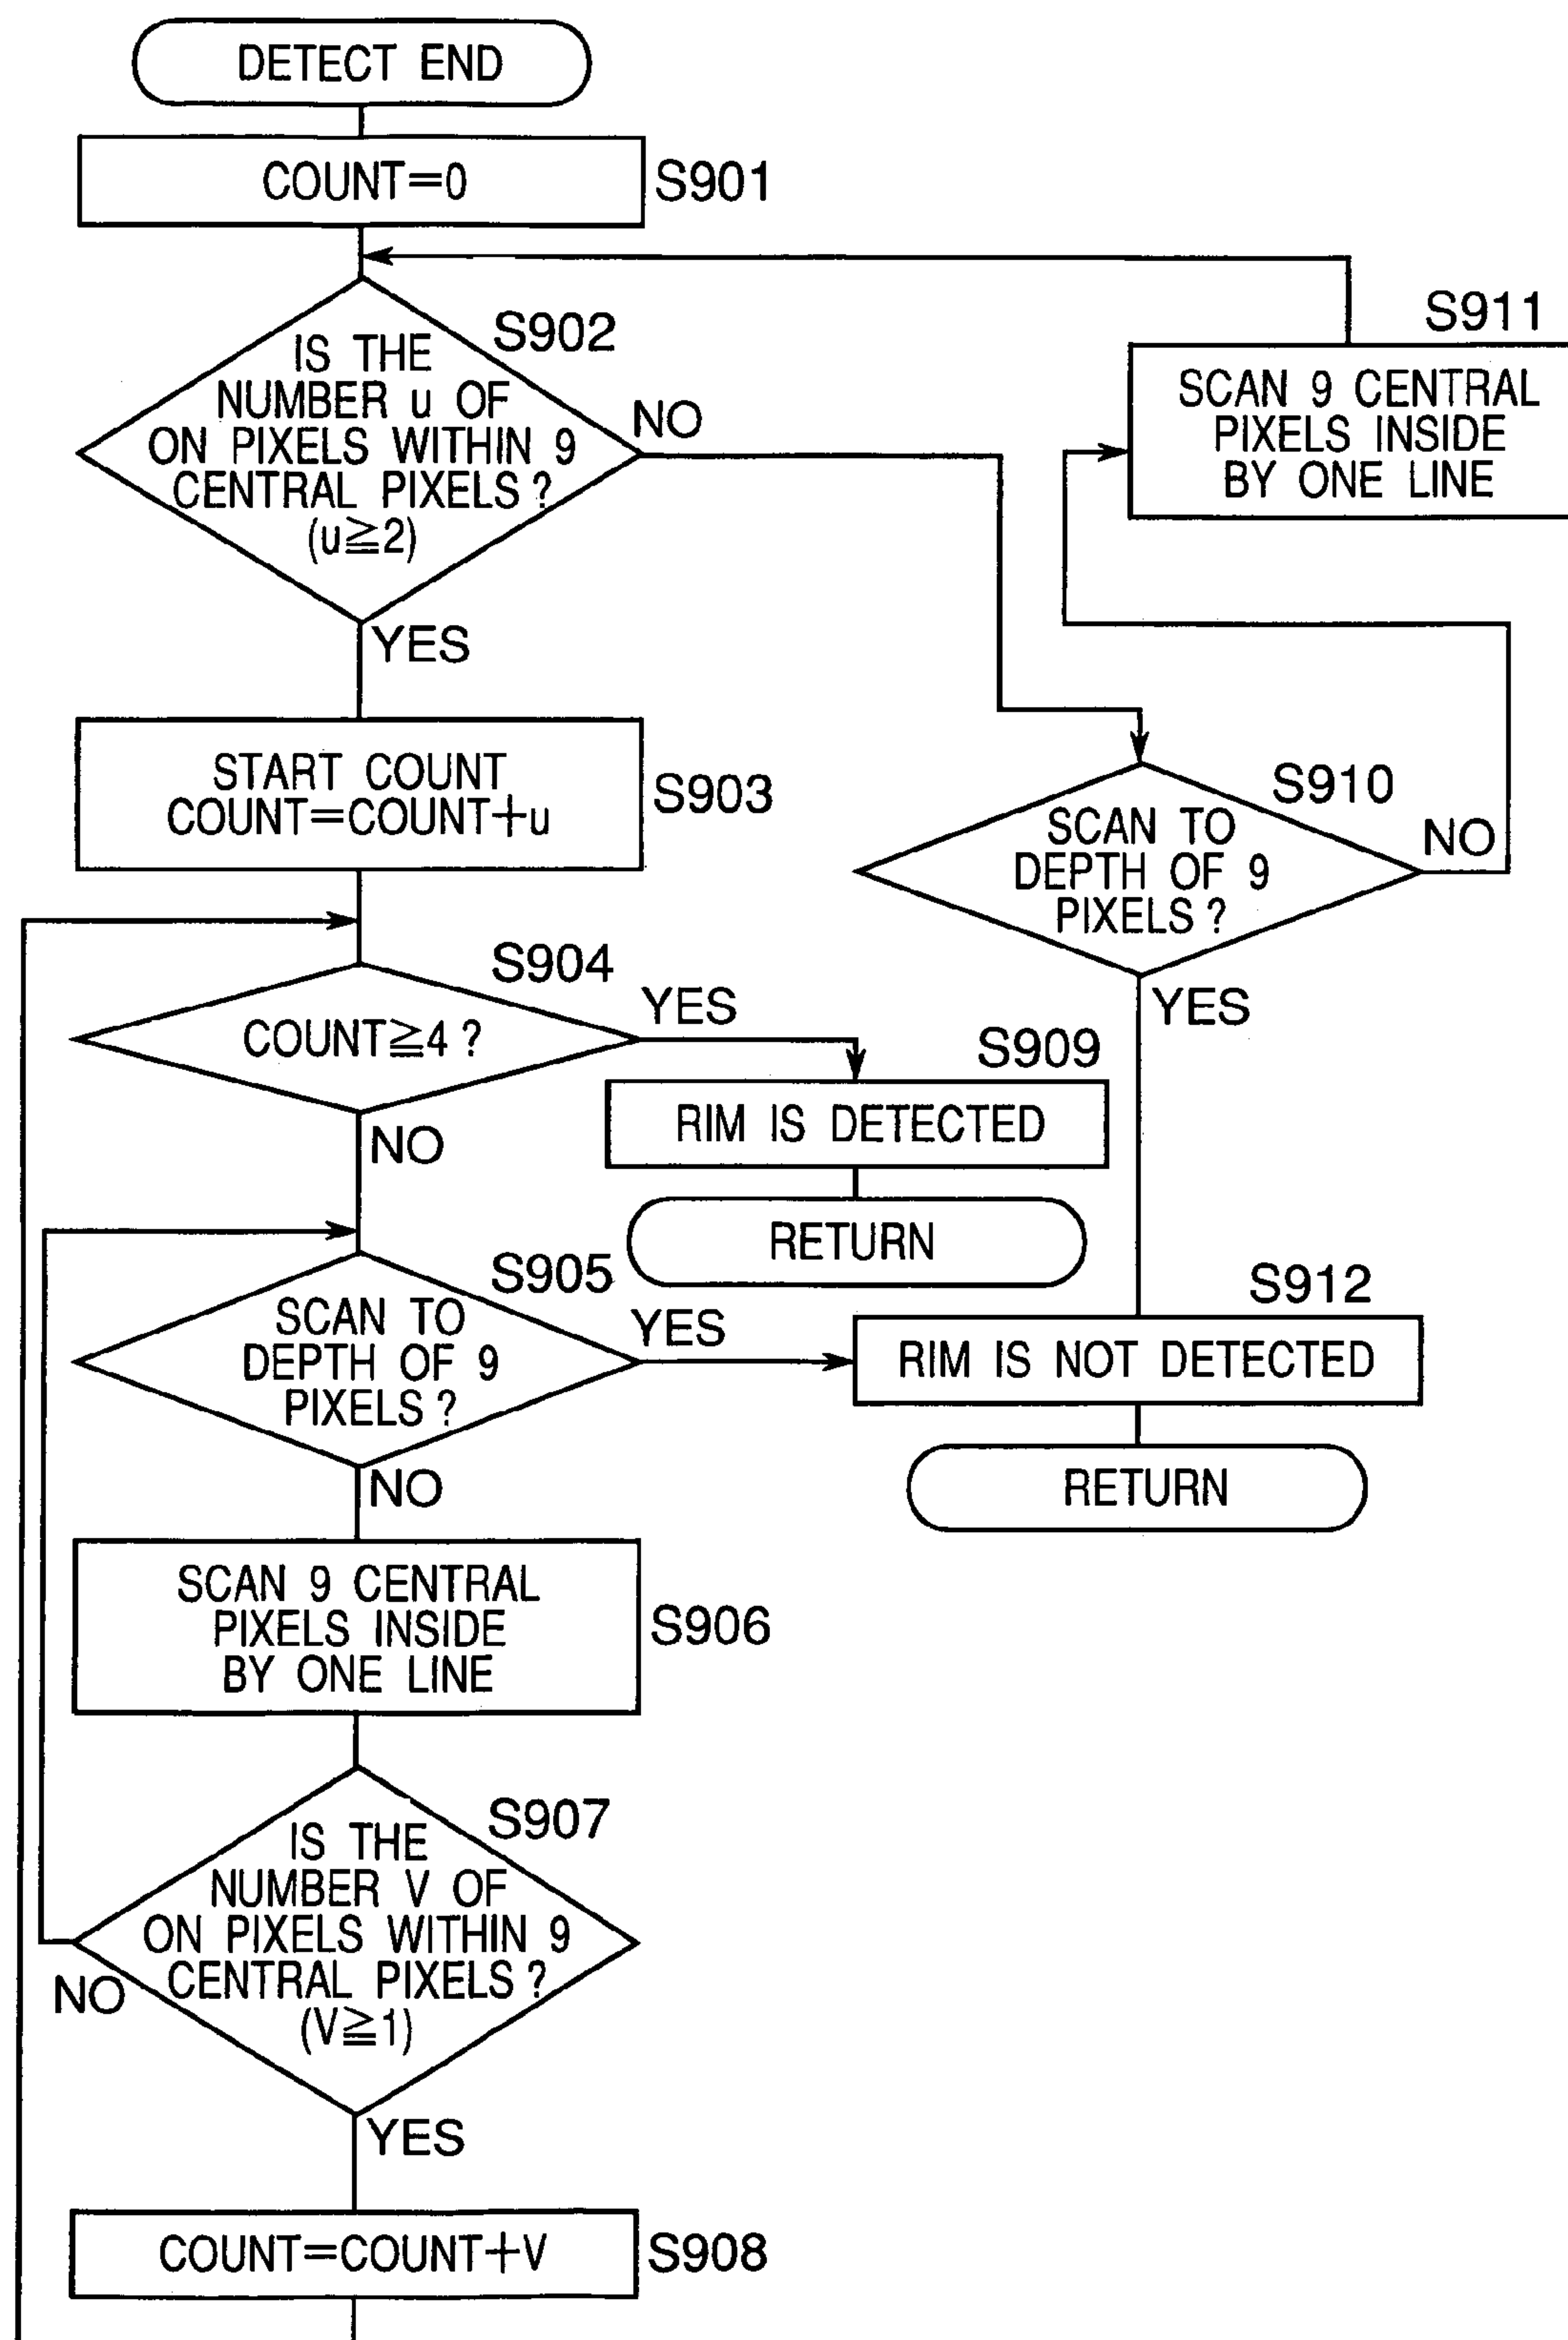 DETECT END
COUNT=0
S901
S902
IS THE
NUMBER u OF
ON PIXELS WITHIN 9
CENTRAL PIXELS?
(u≧2)
NO
YES
S911
SCAN 9 CENTRAL
PIXELS INSIDE
BY ONE LINE
START COUNT
COUNT=COUNT+u
S903
S910
SCAN TO
DEPTH OF 9
PIXELS?
NO
YES
S904
COUNT≧4?
YES
NO
S909
RIM IS DETECTED
RETURN
S905
SCAN TO
DEPTH OF 9
PIXELS?
YES
NO
S912
RIM IS NOT DETECTED
RETURN
SCAN 9 CENTRAL
PIXELS INSIDE
BY ONE LINE
S906
S907
IS THE
NUMBER V OF
ON PIXELS WITHIN 9
CENTRAL PIXELS?
(V≧1)
NO
YES
COUNT=COUNT+V
S908